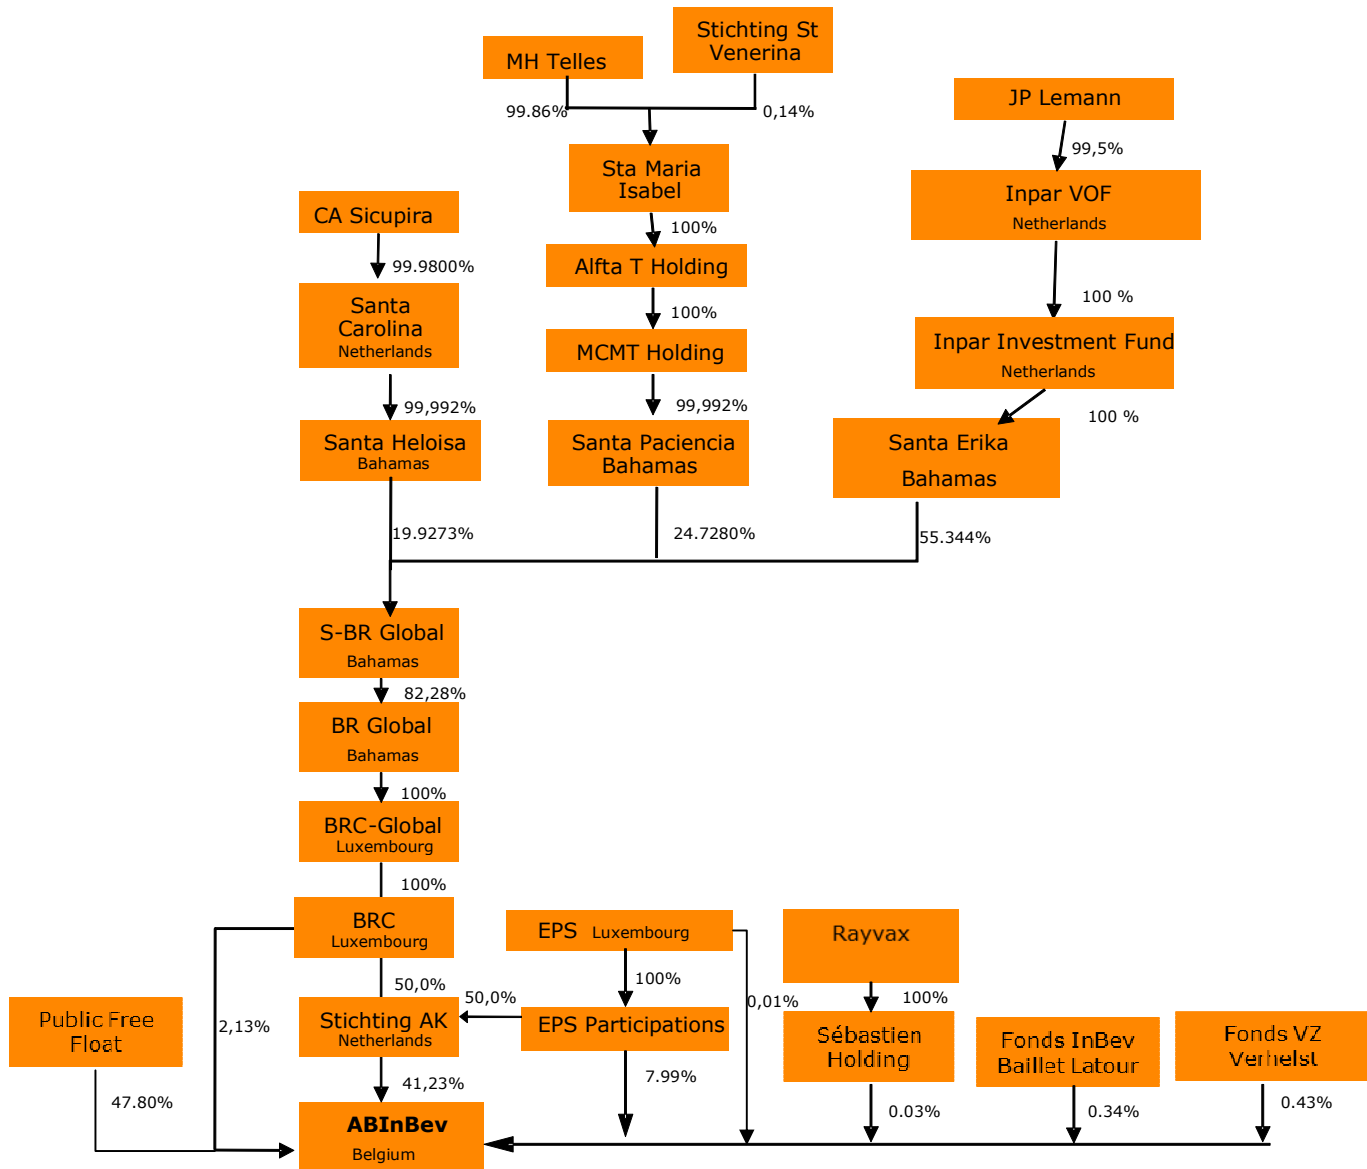 Stichting St
Venerina
MH Telles
99.86%
0,14%
JP Lemann
99,5%
Sta Maria
Isabel
Inpar VOF
Netherlands
CA Sicupira
100%
99.9800%
Alfta T Holding
Santa
Carolina
Netherlands
100%
100 %
MCMT Holding
Inpar Investment Fund
Netherlands
99,992%
99,992%
100 %
Santa Heloisa
Bahamas
Santa Paciencia
Bahamas
Santa Erika
Bahamas
19.9273%
24.7280%
55.344%
S-BR Global
Bahamas
82,28%
BR Global
Bahamas
100%
BRC-Global
Luxembourg
100%
BRC
Luxembourg
EPS Luxembourg
Rayvax
50,0%
50,0%
100%
0,01%
100%
Public Free
Float
2,13%
Stichting AK
Netherlands
EPS Participations
Sébastien
Holding
Fonds InBev
Baillet Latour
Fonds VZ
Verhelst
47.80%
41,23%
7.99%
0.03%
0.34%
0.43%
ABInBev
Belgium